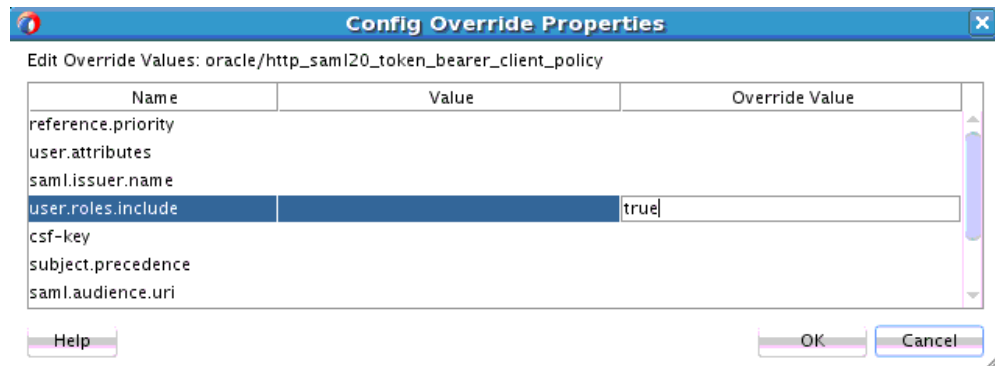 Config Override Properties
Edit Override Values: oracle/http_saml20_token_bearer_client_policy
Name Value Override Value
reference.priority
user.attributes
saml.issuer.name
user.roles.include true
csf-key
subject.precedence
saml.audience.uri
Help OK Cancel